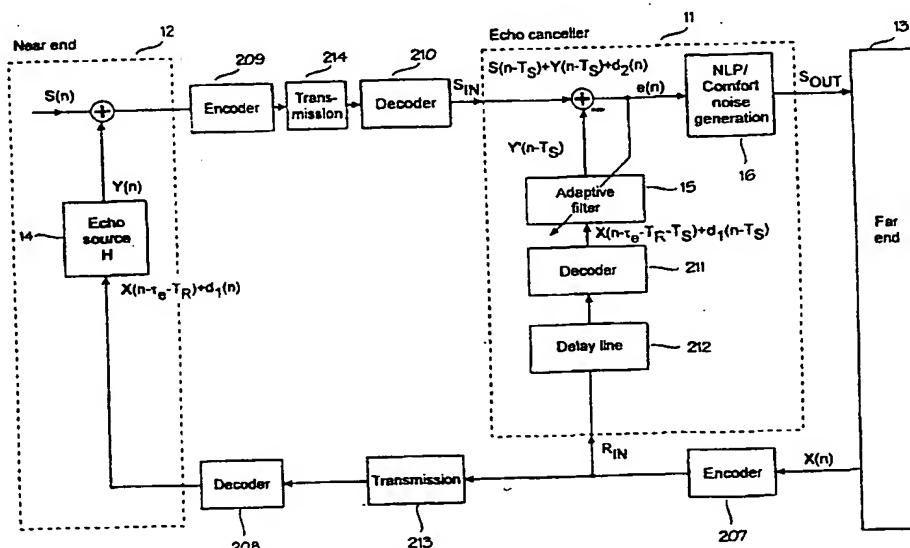 Near end
12
209
214
210
Echo canceller
11
13
S(n)
Encoder
Trans-
mission
Decoder
S_IN
S(n-T_S)+Y(n-T_S)+d_2(n)
e(n)
NLP/
Comfort
noise
generation
S_OUT
16
Y(n)
Y'(n-T_S)
14
Echo
source
H
Adaptive
filter
15
X(n-τ_e-T_R)+d_1(n)
X(n-τ_e-T_R-T_S)+d_1(n-T_S)
Decoder
211
Delay line
212
Far
end
R_IN
X(n)
Decoder
Transmission
Encoder
208
213
207